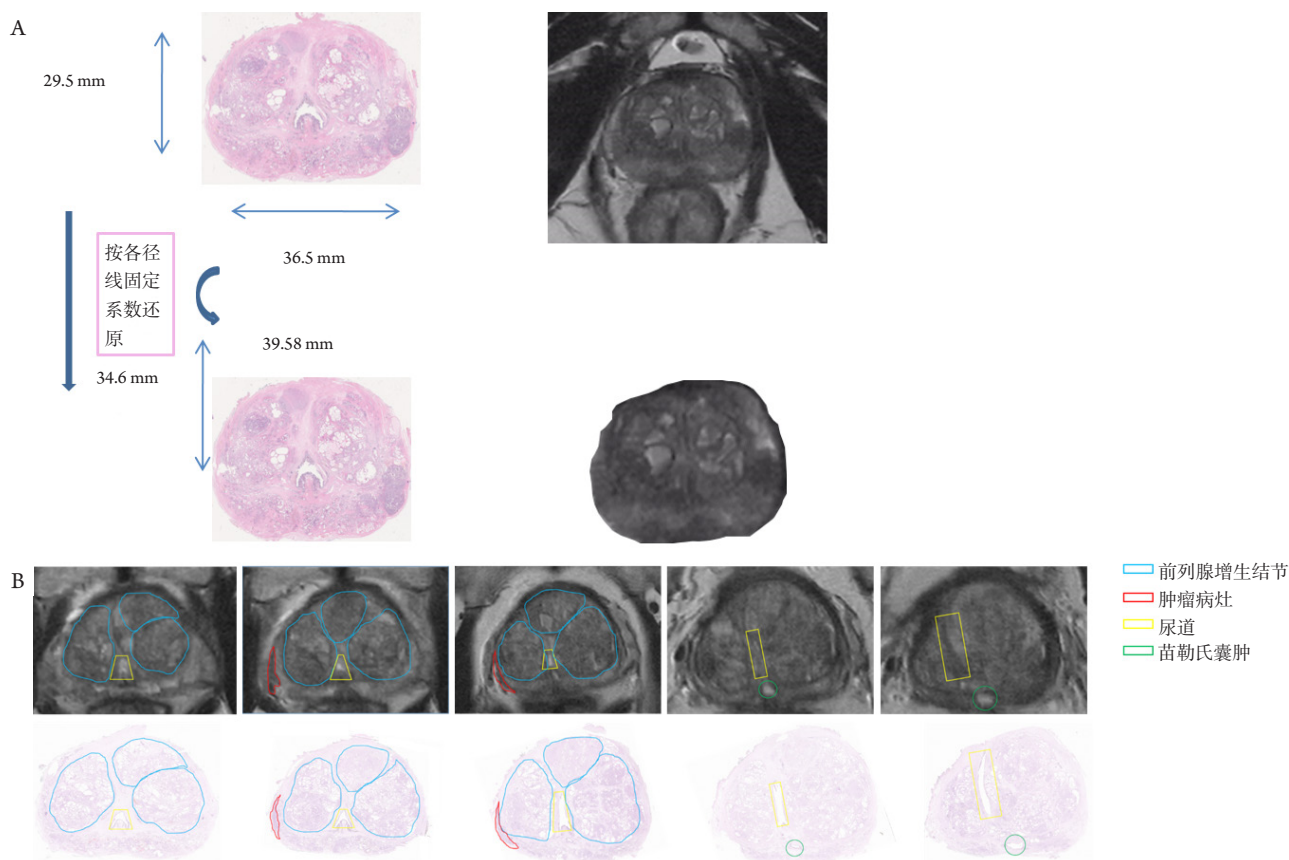 A
29.5 mm
36.5 mm
按各径
线固定
系数还
原
39.58 mm
34.6 mm
B
前列腺增生结节
肿瘤病灶
尿道
苗勒氏囊肿